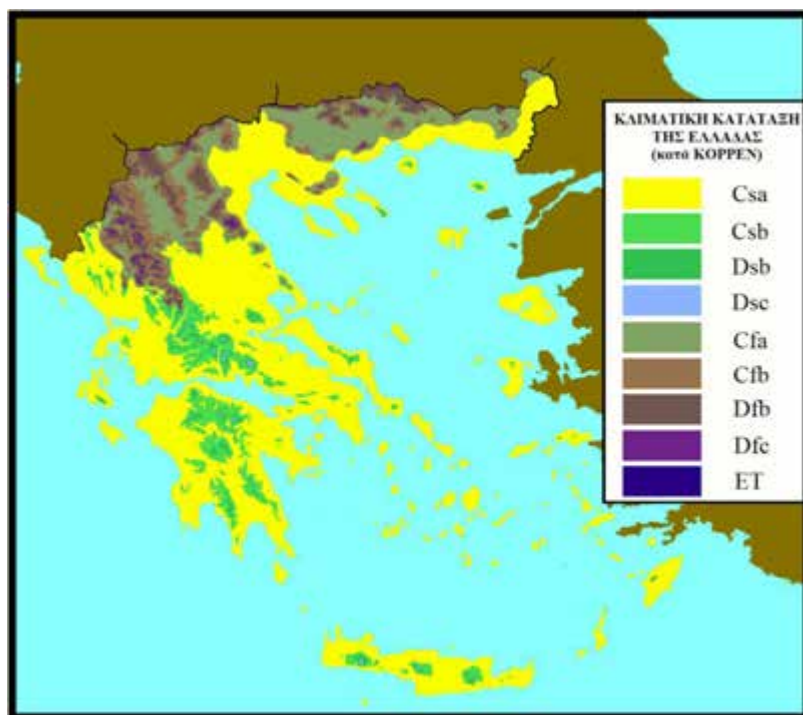 ΚΛΙΜΑΤΙΚΗ ΚΑΤΑΤΑΞΗ
ΤΗΣ ΕΛΛΑΔΑΣ
(κατά ΚΟΡΡΕΝ)
Csa
Csb
Dsb
Dsc
Cfa
Cfb
Dfb
Dfc
ET